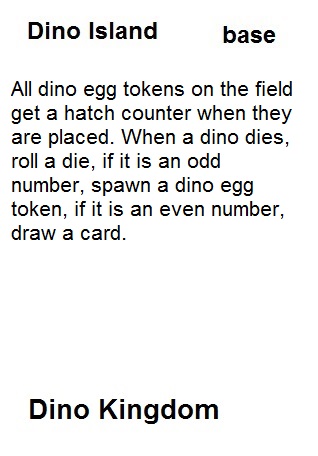 Dino Island base
All dino egg tokens on the field
get a hatch counter when they
are placed. When a dino dies,
roll a die, if it is an odd
number, spawn a dino egg
token, if it is an even number,
draw a card.
Dino Kingdom